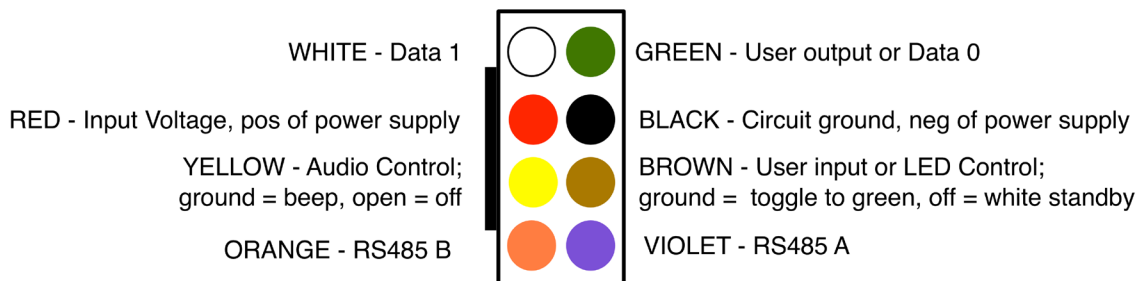 WHITE - Data 1
GREEN - User output or Data 0
RED - Input Voltage, pos of power supply
BLACK - Circuit ground, neg of power supply
YELLOW - Audio Control;
ground = beep, open = off
BROWN - User input or LED Control;
ground =  toggle to green, off = white standby
ORANGE - RS485 B
VIOLET - RS485 A